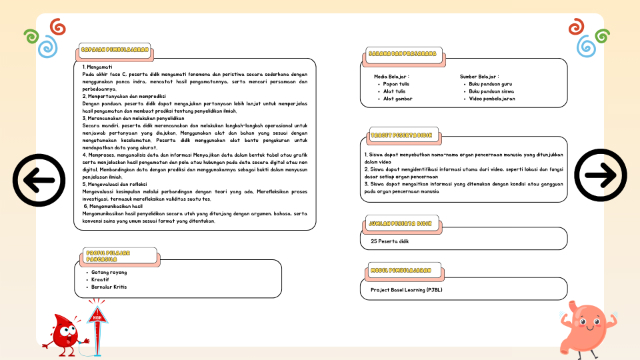 CAPAIAN PEMBELAJARAN
1. Mengamati
Pada akhir fase C, peserta didik mengamati fenomena dan peristiwa secara sederhana dengan
menggunakan panca indra, mencatat hasil pengamatannya, serta mencari persamaan dan
perbedaannya.
2. Mempertanyakan dan memprediksi
Dengan panduan, peserta didik dapat mengajukan pertanyaan lebih lanjut untuk memperjelas
hasil pengamatan dan membuat prediksi tentang penyelidikan ilmiah.
3. Merencanakan dan melakukan penyelidikan
Secara mandiri, peserta didik merencanakan dan melakukan langkah-langkah operasional untuk
menjawab pertanyaan yang diajukan. Menggunakan alat dan bahan yang sesuai dengan
mengutamakan keselamatan. Peserta didik menggunakan alat bantu pengukuran untuk
mendapatkan data yang akurat.
4. Memproses, menganalisis data dan informasi Menyajikan data dalam bentuk tabel atau grafik
serta menjelaskan hasil pengamatan dan pola atau hubungan pada data secara digital atau non
digital. Membandingkan data dengan prediksi dan menggunakannya sebagai bukti dalam menyusun
penjelasan ilmiah.
5. Mengevaluasi dan refleksi
Mengevaluasi kesimpulan melalui perbandingan dengan teori yang ada. Merefleksikan proses
investigasi, termasuk merefleksikan validitas suatu tes.
6. Mengomunikasikan hasil
Mengomunikasikan hasil penyelidikan secara utuh yang ditunjang dengan argumen, bahasa, serta
konvensi sains yang umum sesuai format yang ditentukan.
PROFIL PELAJAR
PANCASILA
Gotong royong
Kreatif
Bernalar Kritis
SARANA DAN PRASARANA
Media Belajar :
Papan tulis
Alat tulis
Alat gambar
Sumber Belajar :
Buku panduan guru
Buku panduan siswa
Video pembelajaran
TARGET PESERTA DIDIK
1. Siswa dapat menyebutkan nama-nama organ pencernaan manusia yang ditunjukkan
dalam video
2. Siswa dapat mengidentifikasi informasi utama dari video, seperti lokasi dan fungsi
dasar setiap organ pencernaan
3. Siswa dapat mengaitkan informasi yang ditemukan dengan kondisi atau gangguan
pada organ pencernaan manusia
JUMLAH PESERTA DIDIK
25 Peserta didik
MODEL PEMBELAJARAN
Project Basel Learning (PJBL)